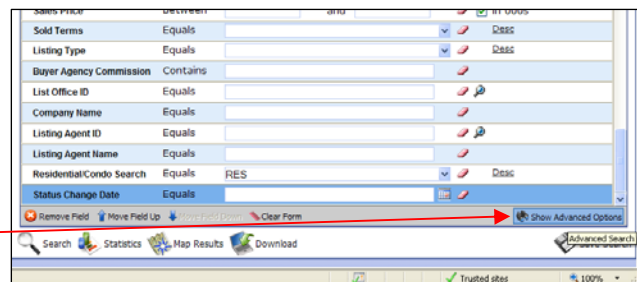 Sales Price Between and in 000s
Sold Terms Equals Desc
Listing Type Equals Desc
Buyer Agency Commission Contains
List Office ID Equals
Company Name Equals
Listing Agent ID Equals
Listing Agent Name Equals
Residential/Condo Search Equals RES Desc
Status Change Date Equals
Remove Field Move Field Up Move Field Down Clear Form Show Advanced Options
Search Statistics Map Results Download Advanced Search
Trusted sites 100%